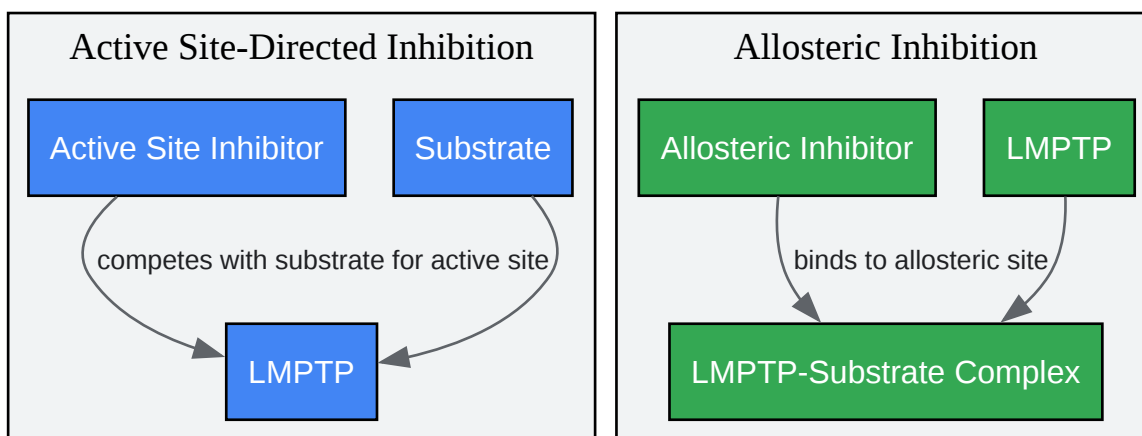 Active Site-Directed Inhibition
Active Site Inhibitor
Substrate
competes with substrate for active site
LMPTP
Allosteric Inhibition
Allosteric Inhibitor
LMPTP
binds to allosteric site
LMPTP-Substrate Complex